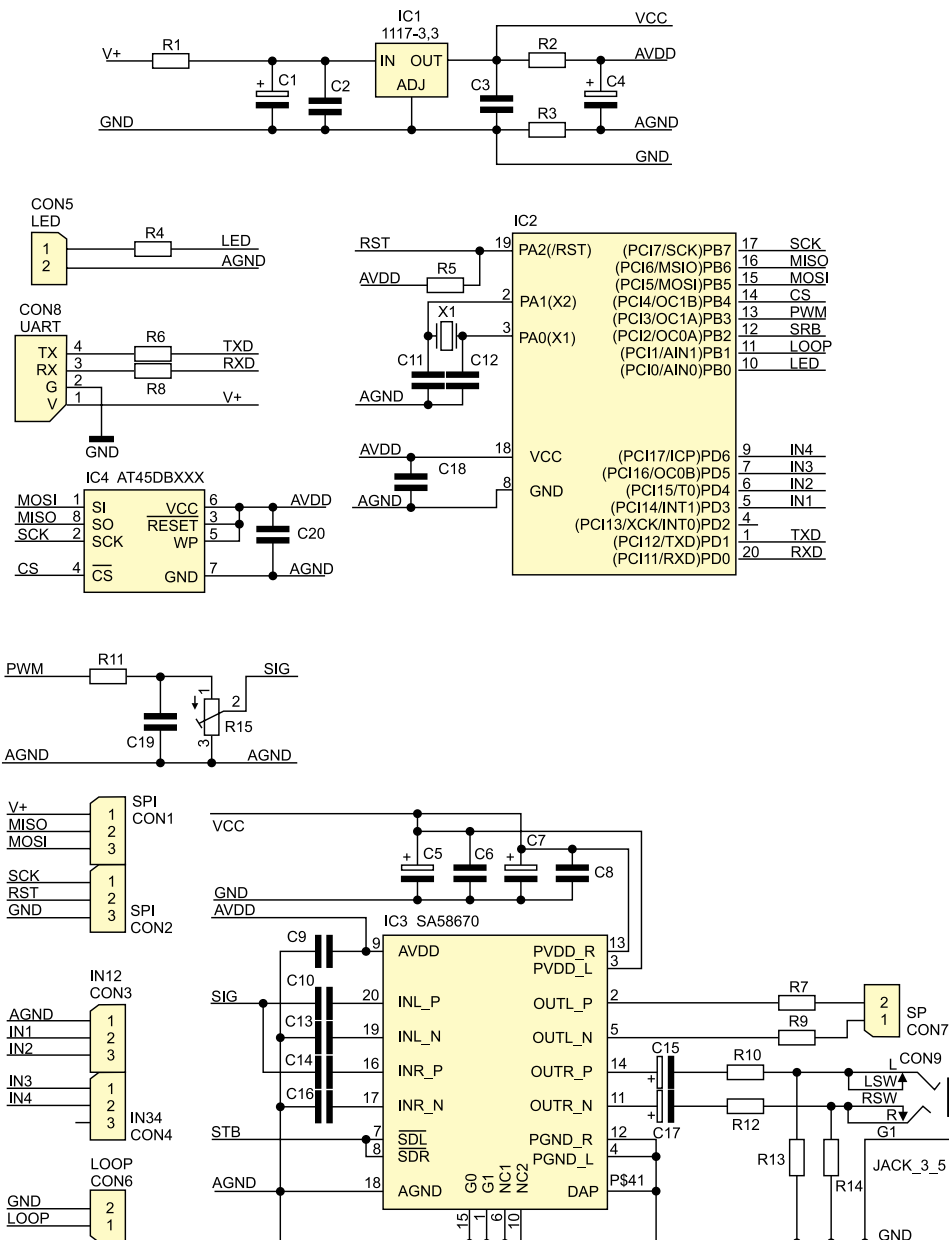 IC1
1117-3,3
V+
R1
IN OUT
ADJ
VCC
R2
AVDD
+
C1
C2
C3
+
C4
GND
R3
AGND
GND
CON5
LED
1
2
R4
LED
AGND
CON8
UART
TX
RX
G
V
4
3
2
1
R6
R8
TXD
RXD
V+
GND
IC4 AT45DBXXX
MOSI 1 SI
MISO 8 SO
SCK 2 SCK
CS 4 CS
VCC 6
RESET 3
WP 5
GND 7
AVDD
C20
AGND
IC2
RST
19 PA2(/RST)
AVDD
R5
2 PA1(X2)
X1
3 PA0(X1)
C11
C12
AGND
AVDD
18 VCC
C18
AGND
8 GND
(PCI7/SCK)PB7 17 SCK
(PCI6/MSIO)PB6 16 MISO
(PCI5/MOSI)PB5 15 MOSI
(PCI4/OC1B)PB4 14 CS
(PCI3/OC1A)PB3 13 PWM
(PCI2/OC0A)PB2 12 SRB
(PCI1/AIN1)PB1 11 LOOP
(PCI0/AIN0)PB0 10 LED
(PCI17/ICP)PD6 9 IN4
(PCI16/OC0B)PD5 7 IN3
(PCI15/T0)PD4 6 IN2
(PCI14/INT1)PD3 5 IN1
(PCI13/XCK/INT0)PD2 4
(PCI12/TXD)PD1 1 TXD
(PCI11/RXD)PD0 20 RXD
PWM
R11
1
2
SIG
C19
R15
3
AGND
AGND
V+ 1
MISO 2
MOSI 3
SPI
CON1
SCK 1
RST 2
GND 3
SPI
CON2
IN12
CON3
AGND 1
IN1 2
IN2 3
IN3 1
IN4 2
3
IN34
CON4
LOOP
CON6
GND 2
LOOP 1
VCC
+
C5
C6
+
C7
C8
GND
AVDD
IC3 SA58670
C9
9 AVDD
C10
SIG
20 INL_P
C13
19 INL_N
C14
16 INR_P
C16
17 INR_N
STB
7 SDL
8 SDR
AGND
18 AGND
G0 15
G1 1
NC1 6
NC2 10
PVDD_R 13
PVDD_L 3
OUTL_P 2
OUTL_N 5
OUTR_P 14
OUTR_N 11
PGND_R 12
PGND_L 4
DAP P$41
R7
R9
2
1
SP
CON7
C15
+
R10
+
C17
R12
L CON9
LSW
RSW
R
G1
R13
R14
JACK_3_5
GND